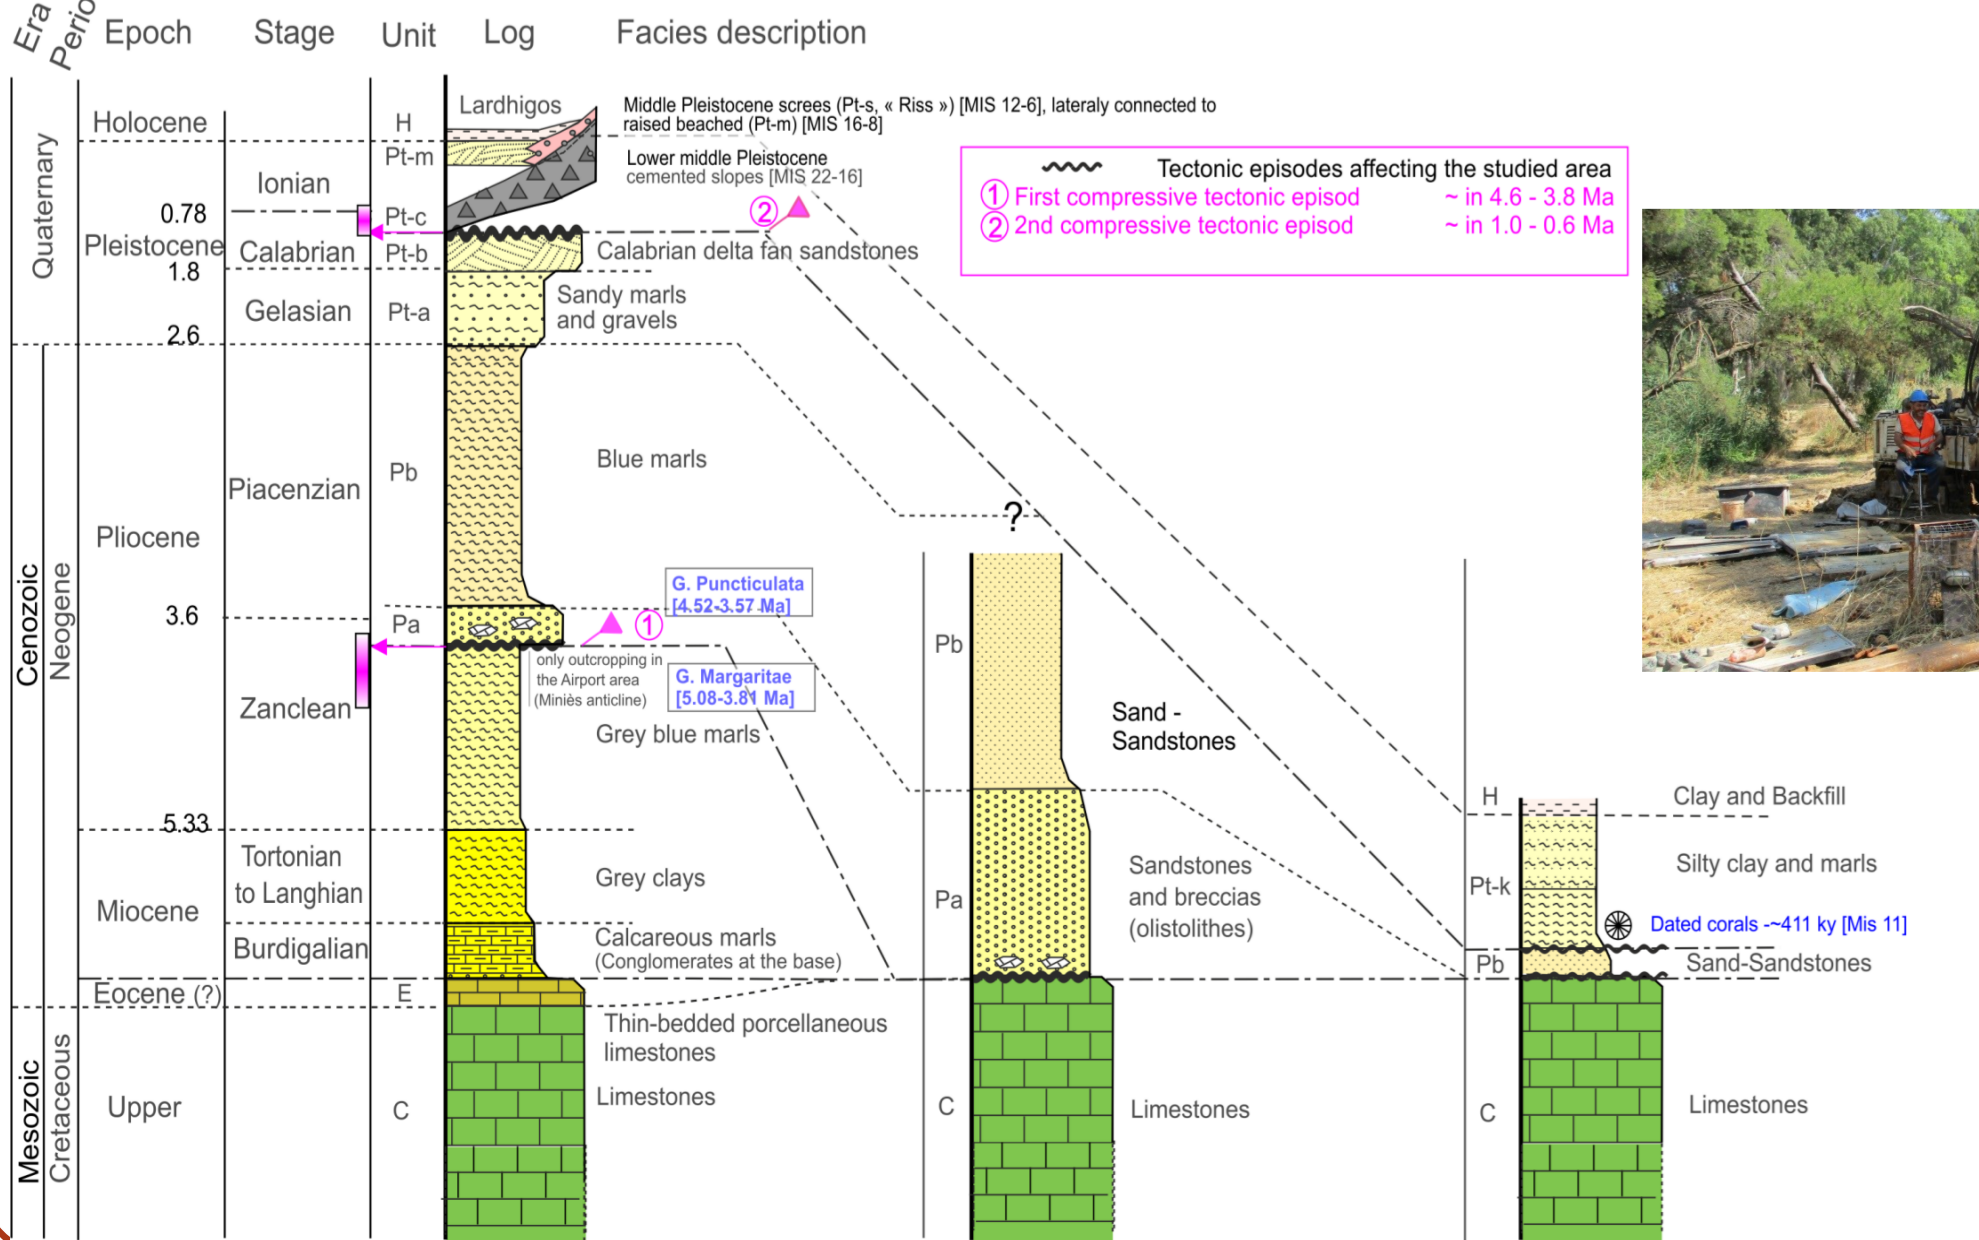 Era
Epoch Stage Unit Log Facies description
Lardhigos
Middle Pleistocene screes (Pt-s, « Riss ») [MIS 12-6], lateraly connected to
raised beached (Pt-m) [MIS 16-8]
Holocene
H
Pt-m
Lower middle Pleistocene
cemented slopes [MIS 22-16]
Quaternary
Ionian
0.78
Pt-c
Pleistocene
Calabrian
Pt-b
Calabrian delta fan sandstones
1.8
Gelasian
Pt-a
Sandy marls
and gravels
2.6
2
Tectonic episodes affecting the studied area
1 First compressive tectonic episod ~ in 4.6 - 3.8 Ma
2 2nd compressive tectonic episod ~ in 1.0 - 0.6 Ma
Cenozoic
Neogene
Pliocene
Piacenzian
Pb
Blue marls
3.6
Pa
1
G. Puncticulata
[4.52-3.57 Ma]
only outcropping in
the Airport area
(Miniès anticline)
G. Margaritae
[5.08-3.81 Ma]
Zanclean
Grey blue marls
5.33
Miocene
Tortonian
to Langhian
Grey clays
Burdigalian
Calcareous marls
(Conglomerates at the base)
Eocene (?)
E
Thin-bedded porcellaneous
limestones
Mesozoic
Cretaceous
Upper
C
Limestones
?
Pb
Sand -
Sandstones
Pa
Sandstones
and breccias
(olistolithes)
C
Limestones
H
Clay and Backfill
Pt-k
Silty clay and marls
Dated corals -~411 ky [Mis 11]
Pb
Sand-Sandstones
C
Limestones